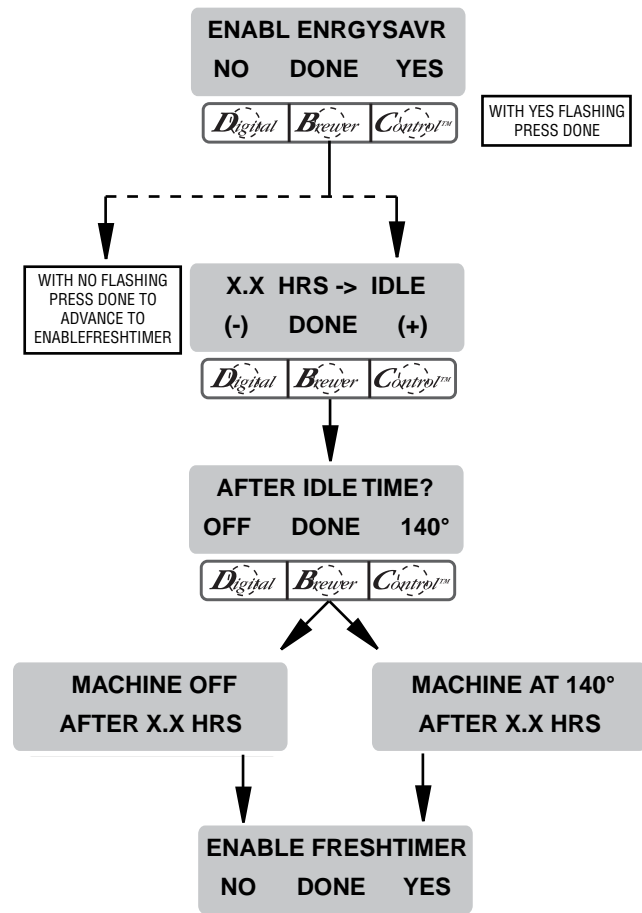 ENABL ENRGYSAVR
NO DONE YES
Digital Brewer Control™
WITH YES FLASHING
PRESS DONE
WITH NO FLASHING
PRESS DONE TO
ADVANCE TO
ENABLEFRESHTIMER
X.X HRS -> IDLE
(-) DONE (+)
Digital Brewer Control™
AFTER IDLE TIME?
OFF DONE 140°
Digital Brewer Control™
MACHINE OFF
AFTER X.X HRS
MACHINE AT 140°
AFTER X.X HRS
ENABLE FRESHTIMER
NO DONE YES